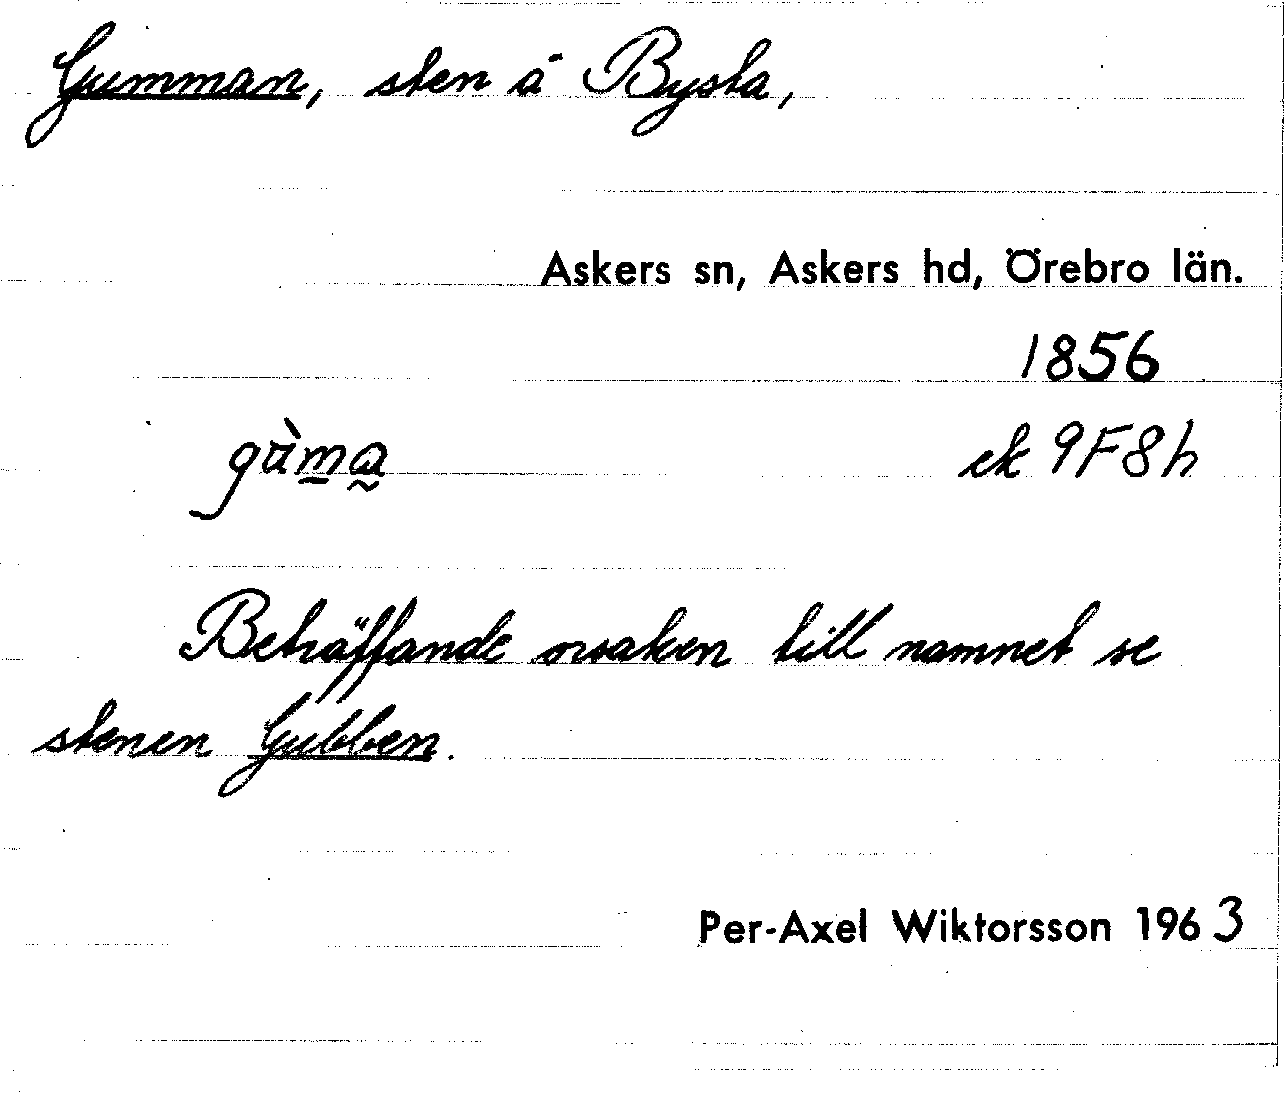 Gumman, sten å Bysta,
Askers sn, Askers hd, Örebro län.
1856
gùma ek 9F8h
Beträffande orsaken till namnet se
stenen Gubben.
Per-Axel Wiktorsson 1963